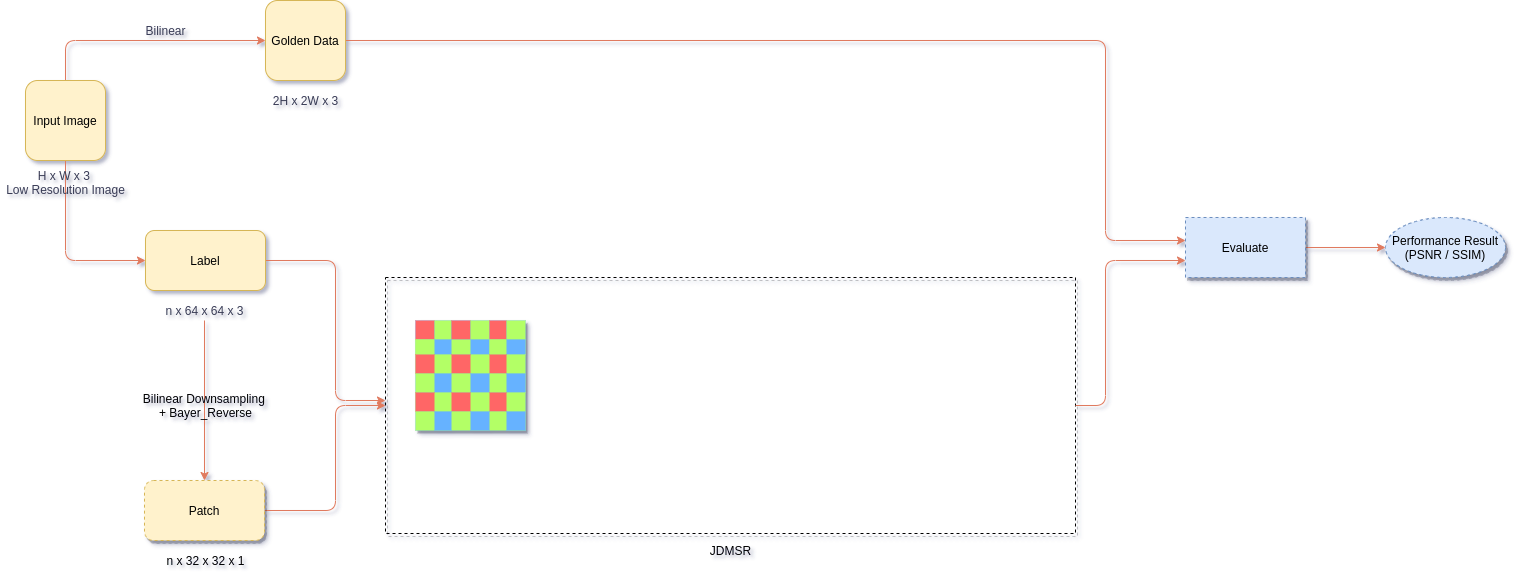 Bilinear
Golden Data
2H x 2W x 3
Input Image
H x W x 3
Low Resolution Image
Label
n x 64 x 64 x 3
Bilinear Downsampling
+ Bayer_Reverse
Patch
n x 32 x 32 x 1
JDMSR
Evaluate
Performance Result
(PSNR / SSIM)